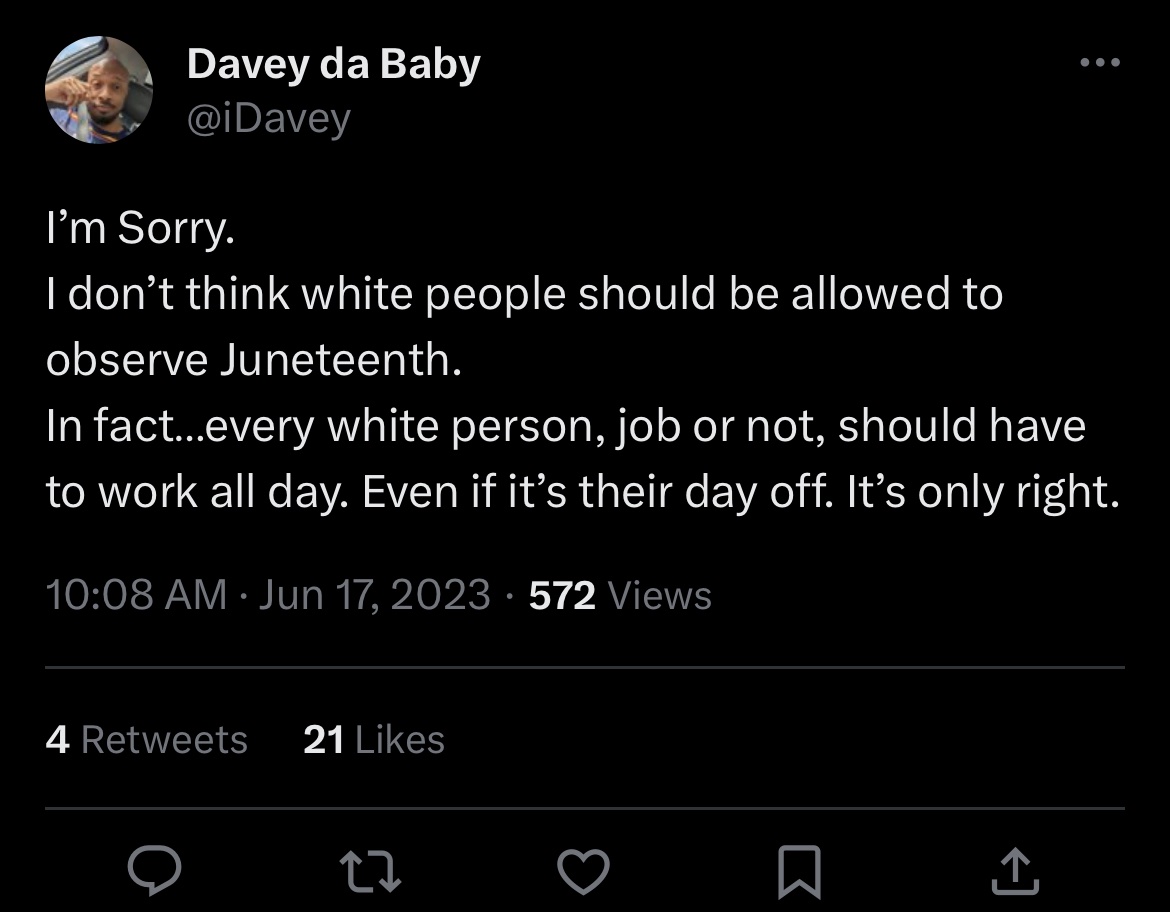 Davey da Baby
@iDavey
I’m Sorry.
I don’t think white people should be allowed to
observe Juneteenth.
In fact...every white person, job or not, should have
to work all day. Even if it’s their day off. It’s only right.
10:08 AM · Jun 17, 2023 · 572 Views
4 Retweets 21 Likes